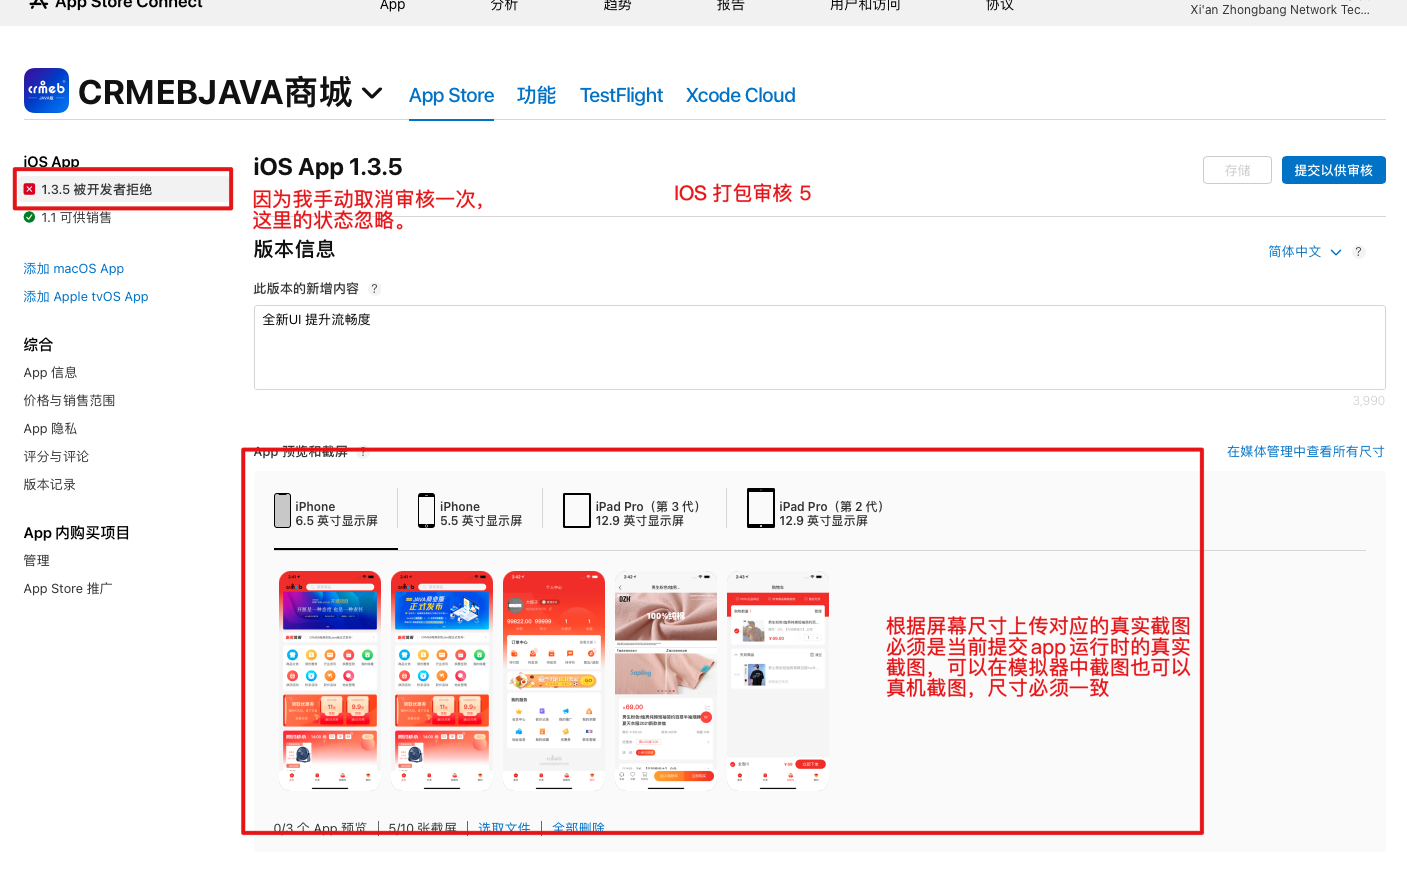 App Store Connect
App
分析
趋势
报告
用户和访问
协议
Xi'an Zhongbang Network Tec...
crmeb
CRMEBJAVA商城
App Store
功能
TestFlight
Xcode Cloud
iOS App
1.3.5 被开发者拒绝
1.1 可供销售
添加 macOS App
添加 Apple tvOS App
综合
App 信息
价格与销售范围
App 隐私
评分与评论
版本记录
App 内购买项目
管理
App Store 推广
iOS App 1.3.5
存储
提交以供审核
因为我手动取消审核一次,
这里的状态忽略。
IOS 打包审核 5
版本信息
简体中文
?
此版本的新增内容 ?
全新UI 提升流畅度
3,990
App 预览和截屏 ?
在媒体管理中查看所有尺寸
iPhone
6.5 英寸显示屏
iPhone
5.5 英寸显示屏
iPad Pro（第 3 代）
12.9 英寸显示屏
iPad Pro（第 2 代）
12.9 英寸显示屏
正式发布
100%纯棉
¥69.00
根据屏幕尺寸上传对应的真实截图
必须是当前提交app运行时的真实
截图，可以在模拟器中截图也可以
真机截图，尺寸必须一致
0/3 个 App 预览
5/10 张截屏
选取文件
全部删除